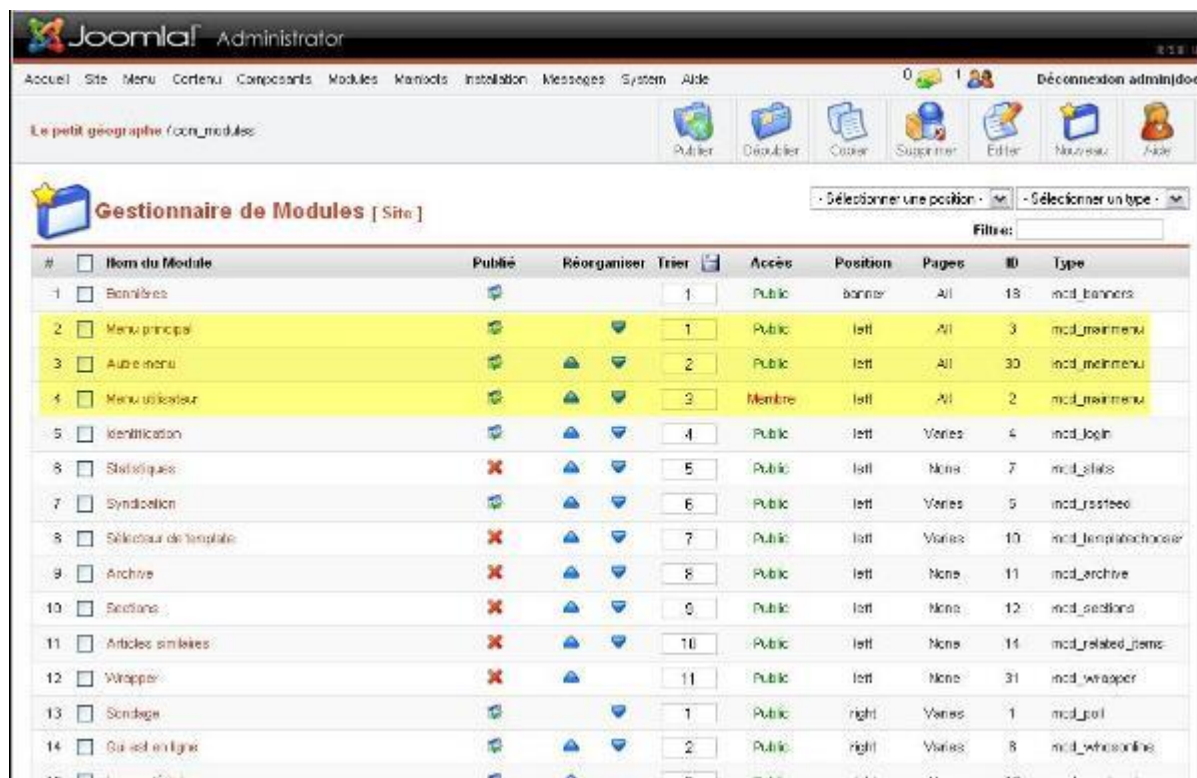 Joomla! Administrator
Accueil Site Menu Contenu Composants Modules Mambots Installation Messages System Aide 0 1 Déconnexion admin
Le petit géographe / com_modules
Publier Dépublier Copier Supprimer Editer Nouveau Aide
Gestionnaire de Modules [ Site ]
- Sélectionner une position - - Sélectionner un type -
Filtre:
# Nom du Module Publié Réorganiser Trier Accès Position Pages ID Type
1 Bannières 1 Public banner All 18 mod_banners
2 Menu principal 1 Public left All 3 mod_mainmenu
3 Autre menu 2 Public left All 30 mod_mainmenu
4 Menu utilisateur 3 Membre left All 2 mod_mainmenu
5 Identification 4 Public left Varies 4 mod_login
6 Statistiques 5 Public left None 7 mod_stats
7 Syndication 6 Public left Varies 5 mod_rssfeed
8 Sélecteur de template 7 Public left Varies 10 mod_templatechooser
9 Archive 8 Public left None 11 mod_archive
10 Sections 9 Public left None 12 mod_sections
11 Articles similaires 10 Public left None 14 mod_related_items
12 Wrapper 11 Public left None 31 mod_wrapper
13 Sondage 1 Public right Varies 1 mod_poll
14 Qui est en ligne 2 Public right Varies 8 mod_whosonline